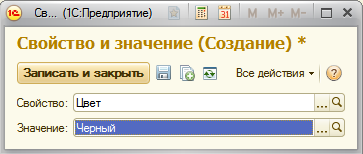 Св... (1С:Предприятие) M M+ M-
Свойство и значение (Создание) *
Записать и закрыть Все действия
Свойство: Цвет ...
Значение: Черный ...